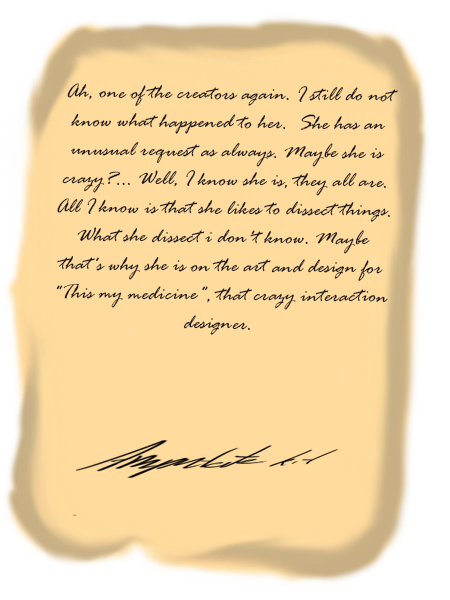 Ah, one of the creators again. I still do not
know what happened to her. She has an
unusual request as always. Maybe she is
crazy?... Well, I know she is, they all are.
All I know is that she likes to dissect things.
What she dissect i don't know. Maybe
that's why she is on the art and design for
"This my medicine", that crazy interaction
designer.